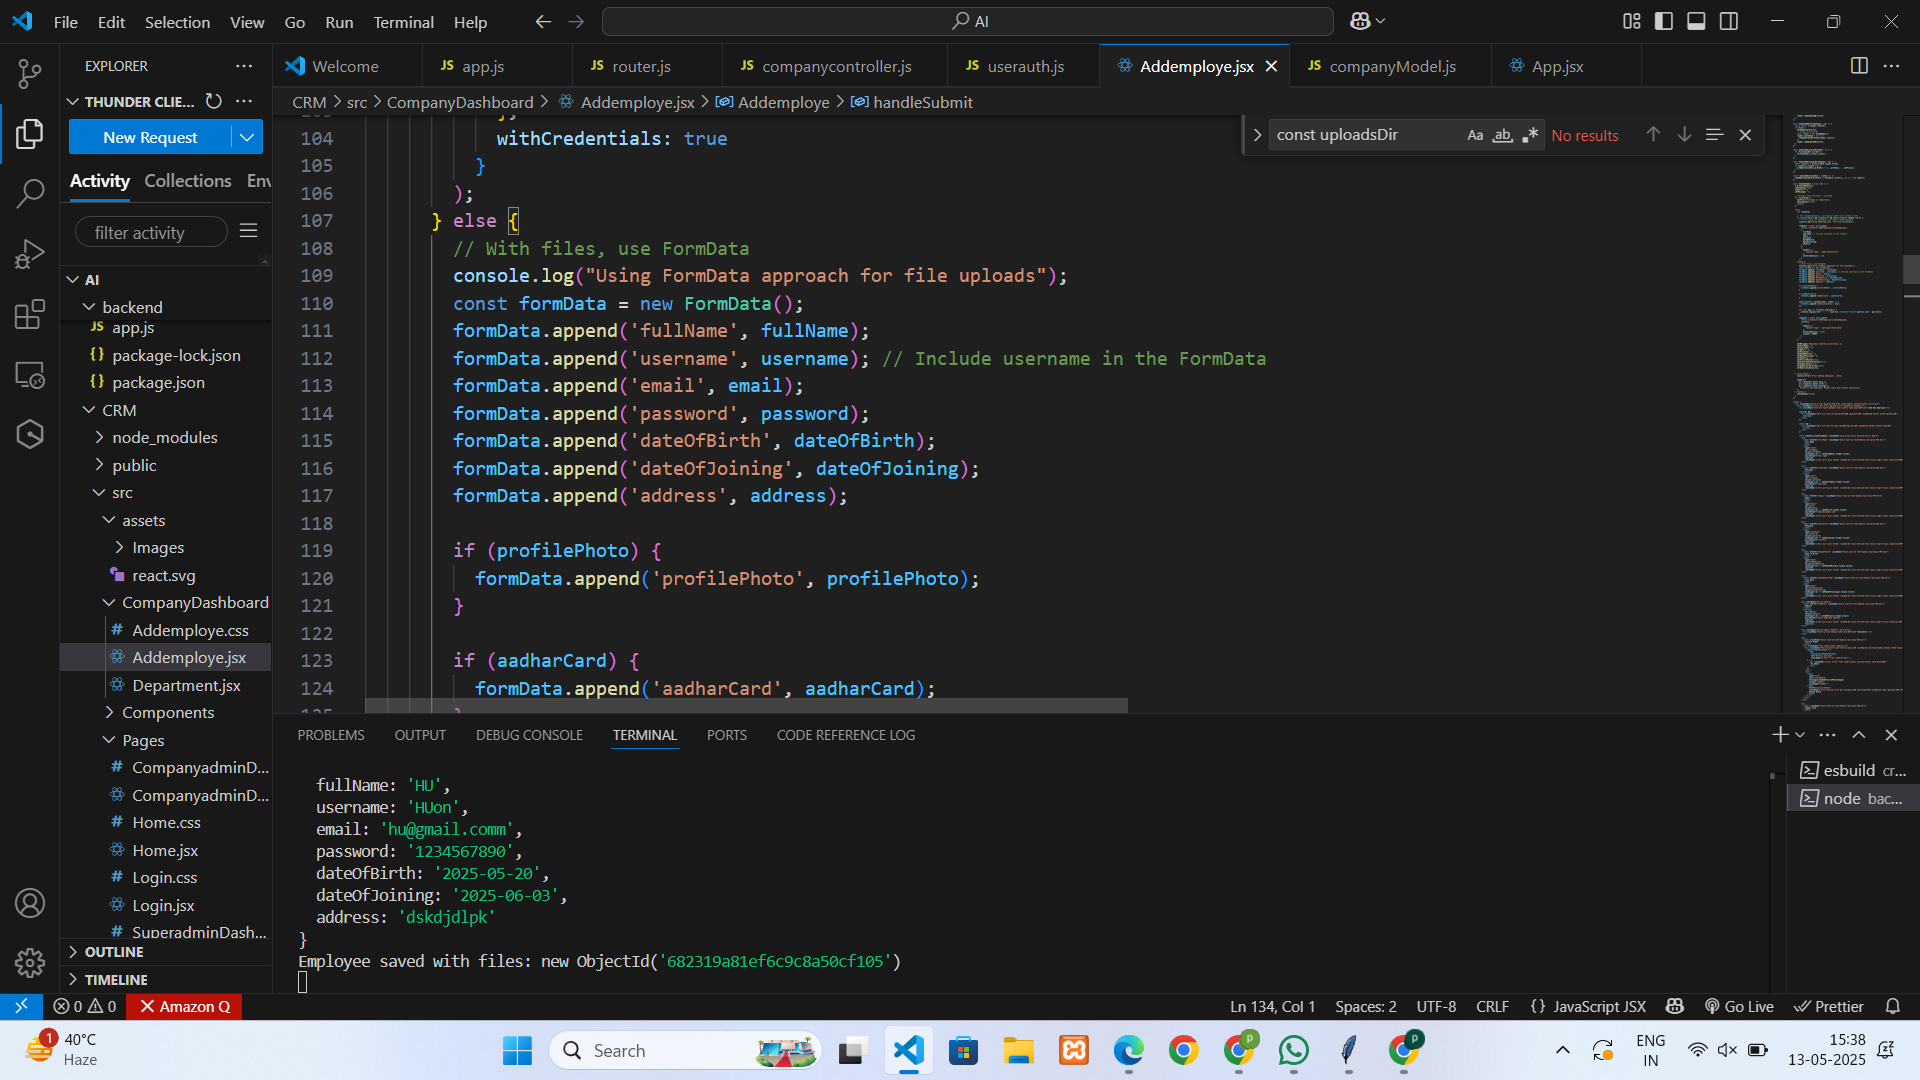 File Edit Selection View Go Run Terminal Help
AI
EXPLORER
THUNDER CLIE...
New Request
Activity Collections Env
filter activity
AI
backend
app.js
package-lock.json
package.json
CRM
node_modules
public
src
assets
Images
react.svg
CompanyDashboard
Addemploye.css
Addemploye.jsx
Department.jsx
Components
Pages
CompanyadminD...
CompanyadminD...
Home.css
Home.jsx
Login.css
Login.jsx
SuperadminDash...
OUTLINE
TIMELINE
Welcome app.js router.js companycontroller.js userauth.js Addemploye.jsx companyModel.js App.jsx
CRM > src > CompanyDashboard > Addemploye.jsx > Addemploye > handleSubmit
const uploadsDir Aa ab No results
104 withCredentials: true
105 }
106 );
107 } else {
108 // With files, use FormData
109 console.log("Using FormData approach for file uploads");
110 const formData = new FormData();
111 formData.append('fullName', fullName);
112 formData.append('username', username); // Include username in the FormData
113 formData.append('email', email);
114 formData.append('password', password);
115 formData.append('dateOfBirth', dateOfBirth);
116 formData.append('dateOfJoining', dateOfJoining);
117 formData.append('address', address);
118
119 if (profilePhoto) {
120 formData.append('profilePhoto', profilePhoto);
121 }
122
123 if (aadharCard) {
124 formData.append('aadharCard', aadharCard);
PROBLEMS OUTPUT DEBUG CONSOLE TERMINAL PORTS CODE REFERENCE LOG
fullName: 'HU',
username: 'HUon',
email: 'hu@gmail.comm',
password: '1234567890',
dateOfBirth: '2025-05-20',
dateOfJoining: '2025-06-03',
address: 'dskdjdlpk'
}
Employee saved with files: new ObjectId('682319a81ef6c9c8a50cf105')
esbuild cr...
node bac...
0 0 Amazon Q
Ln 134, Col 1 Spaces: 2 UTF-8 CRLF {} JavaScript JSX Go Live Prettier
1 40°C
Haze
Search
ENG
IN
15:38
13-05-2025